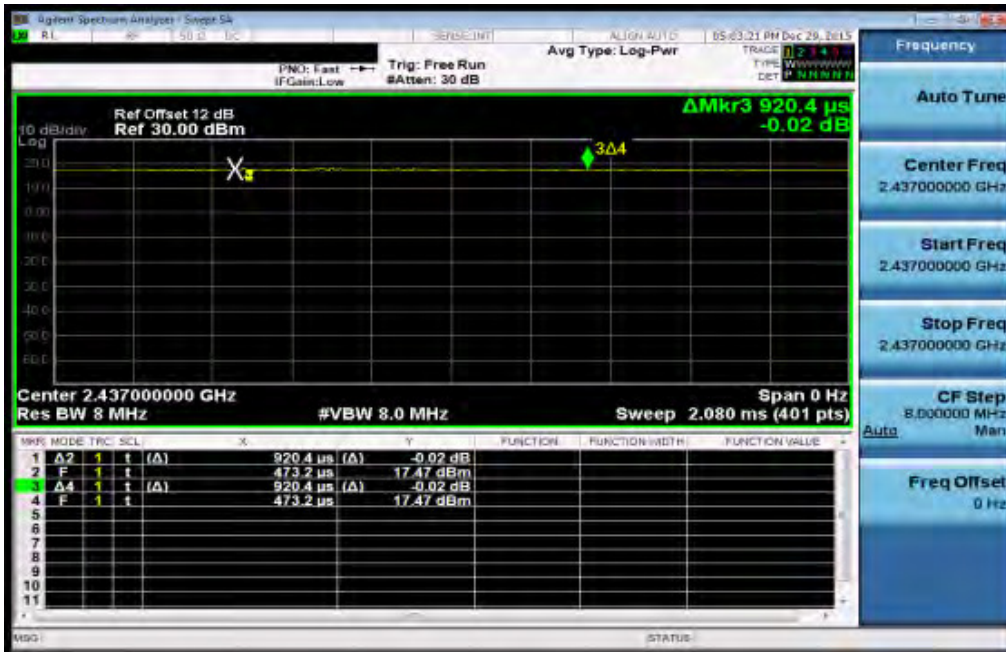 Agilent Spectrum Analyzer - Swept SA
RL RF 50 Ω DC SENSE:INT ALIGN AUTO 05:03:21 PM Dec 29, 2015
Avg Type: Log-Pwr
TRACE 1 2 3 4 5
PNO: Fast Trig: Free Run
TYPE W
IFGain:Low #Atten: 30 dB
DET P N N N N N
ΔMkr3 920.4 µs
-0.02 dB
Ref Offset 12 dB
10 dB/div Ref 30.00 dBm
Log
20.0
10.0
0.00
3Δ4
Center 2.437000000 GHz Span 0 Hz
Res BW 8 MHz #VBW 8.0 MHz Sweep 2.080 ms (401 pts)
MKR MODE TRC SCL X Y FUNCTION FUNCTION WIDTH FUNCTION VALUE
1 Δ2 1 t (Δ) 920.4 µs (Δ) -0.02 dB
2 F 1 t 473.2 µs 17.47 dBm
3 Δ4 1 t (Δ) 920.4 µs (Δ) -0.02 dB
4 F 1 t 473.2 µs 17.47 dBm
5
6
7
8
9
10
11
MSG STATUS
Frequency
Auto Tune
Center Freq
2.437000000 GHz
Start Freq
2.437000000 GHz
Stop Freq
2.437000000 GHz
CF Step
8.000000 MHz
Auto Man
Freq Offset
0 Hz